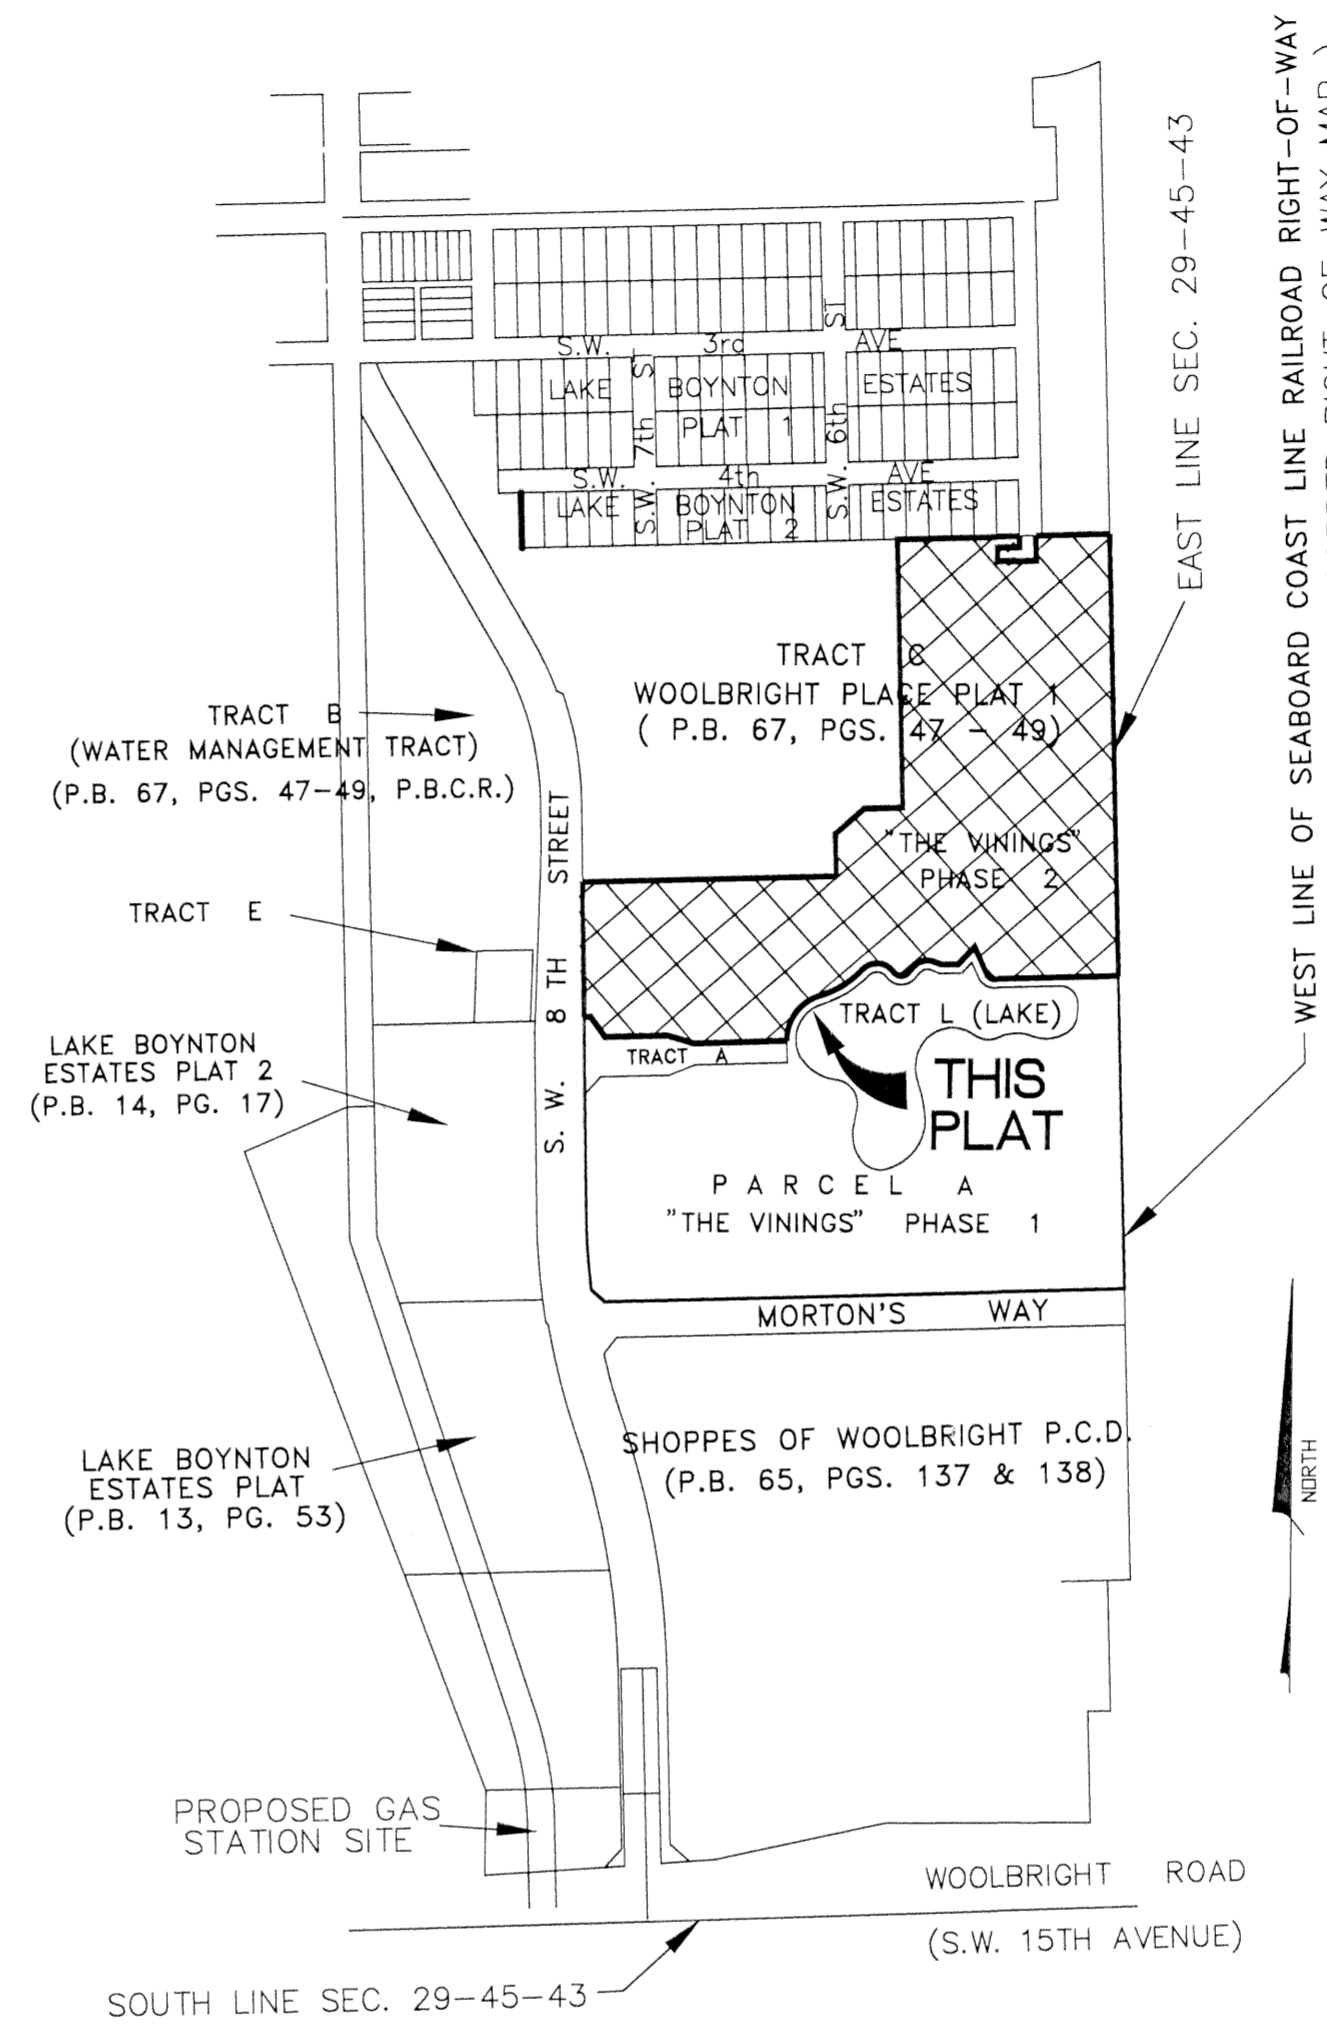 WEST LINE OF SEABOARD COAST LINE RAILROAD RIGHT-OF-WAY
EAST LINE SEC. 29-45-43
S.W. 3rd AVE
LAKE BOYNTON ESTATES
PLAT 1
S.W. 4th AVE
LAKE BOYNTON ESTATES
PLAT 2
S.W. 7th ST
S.W. 6th ST
TRACT C
WOOLBRIGHT PLACE PLAT 1
( P.B. 67, PGS. 47 - 49)
TRACT B
(WATER MANAGEMENT TRACT)
(P.B. 67, PGS. 47-49, P.B.C.R.)
S. W. 8 TH STREET
"THE VININGS"
PHASE 2
TRACT E
TRACT L (LAKE)
LAKE BOYNTON
ESTATES PLAT 2
(P.B. 14, PG. 17)
TRACT A
THIS
PLAT
PARCEL A
"THE VININGS" PHASE 1
MORTON'S WAY
SHOPPES OF WOOLBRIGHT P.C.D.
(P.B. 65, PGS. 137 & 138)
LAKE BOYNTON
ESTATES PLAT
(P.B. 13, PG. 53)
NORTH
PROPOSED GAS
STATION SITE
WOOLBRIGHT ROAD
(S.W. 15TH AVENUE)
SOUTH LINE SEC. 29-45-43